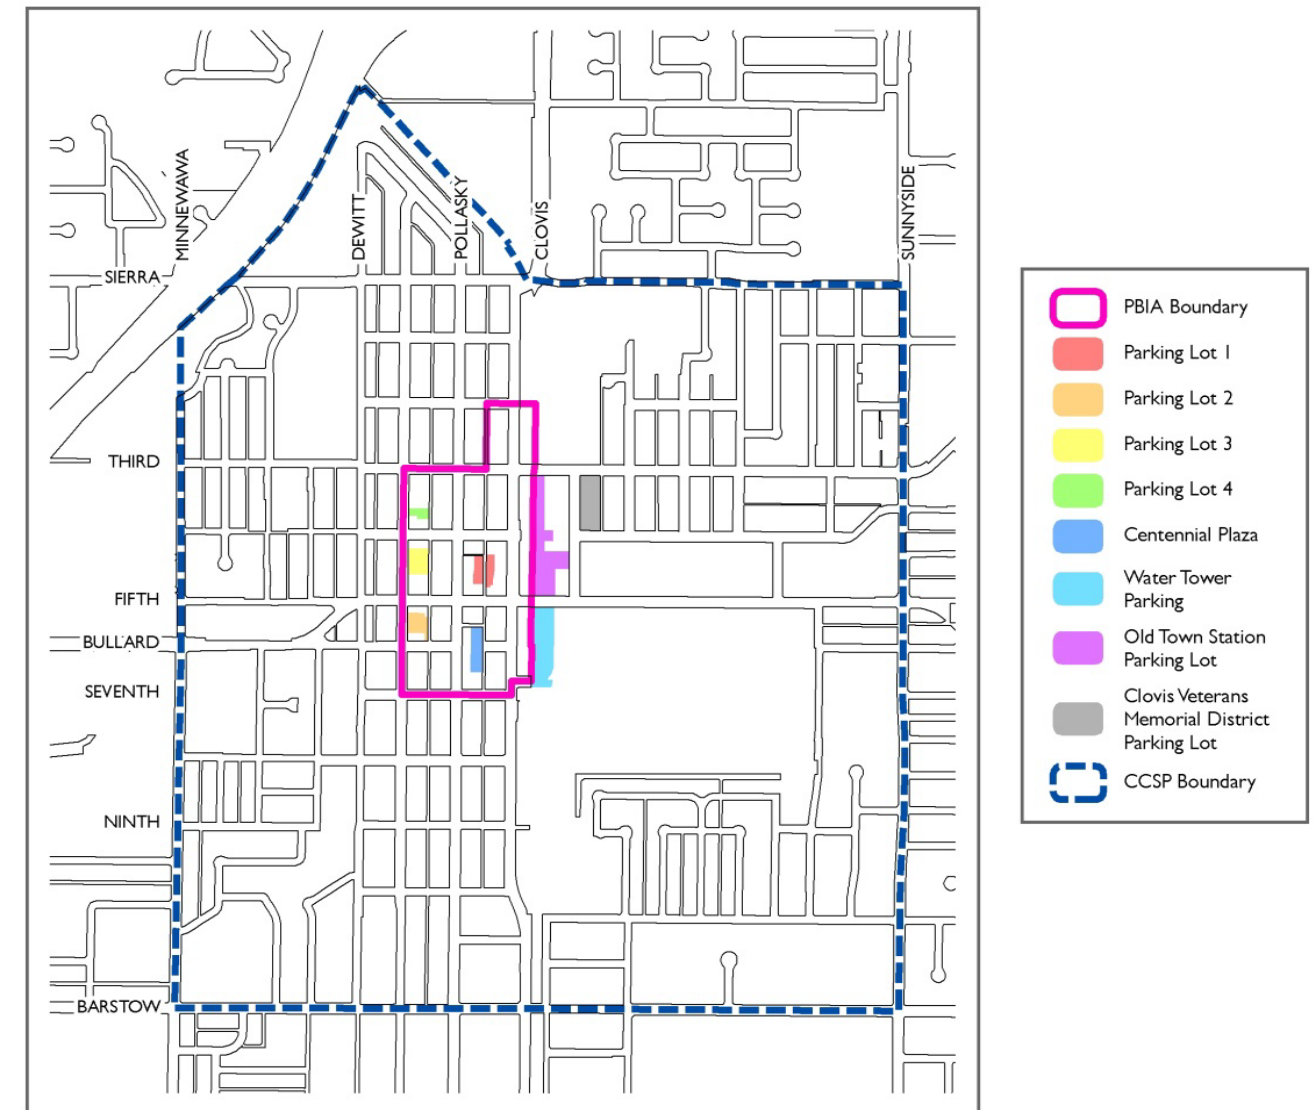 MINNEWAWA
DEWITT
POLLASKY
CLOVIS
SUNNYSIDE
SIERRA
THIRD
FIFTH
BULLARD
SEVENTH
NINTH
BARSTOW
PBIA Boundary
Parking Lot 1
Parking Lot 2
Parking Lot 3
Parking Lot 4
Centennial Plaza
Water Tower
Parking
Old Town Station
Parking Lot
Clovis Veterans
Memorial District
Parking Lot
CCSP Boundary